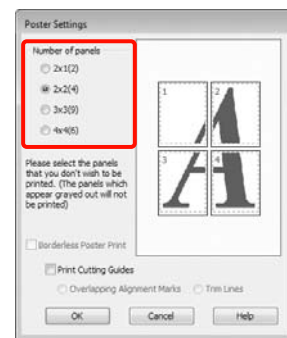 Poster Settings
Number of panels
2x1(2)
2x2(4)
3x3(9)
4x4(6)
1
2
3
4
Please select the panels
that you don't wish to be
printed. (The panels which
appear grayed out will not
be printed)
Borderless Poster Print
Print Cutting Guides
Overlapping Alignment Marks
Trim Lines
OK
Cancel
Help